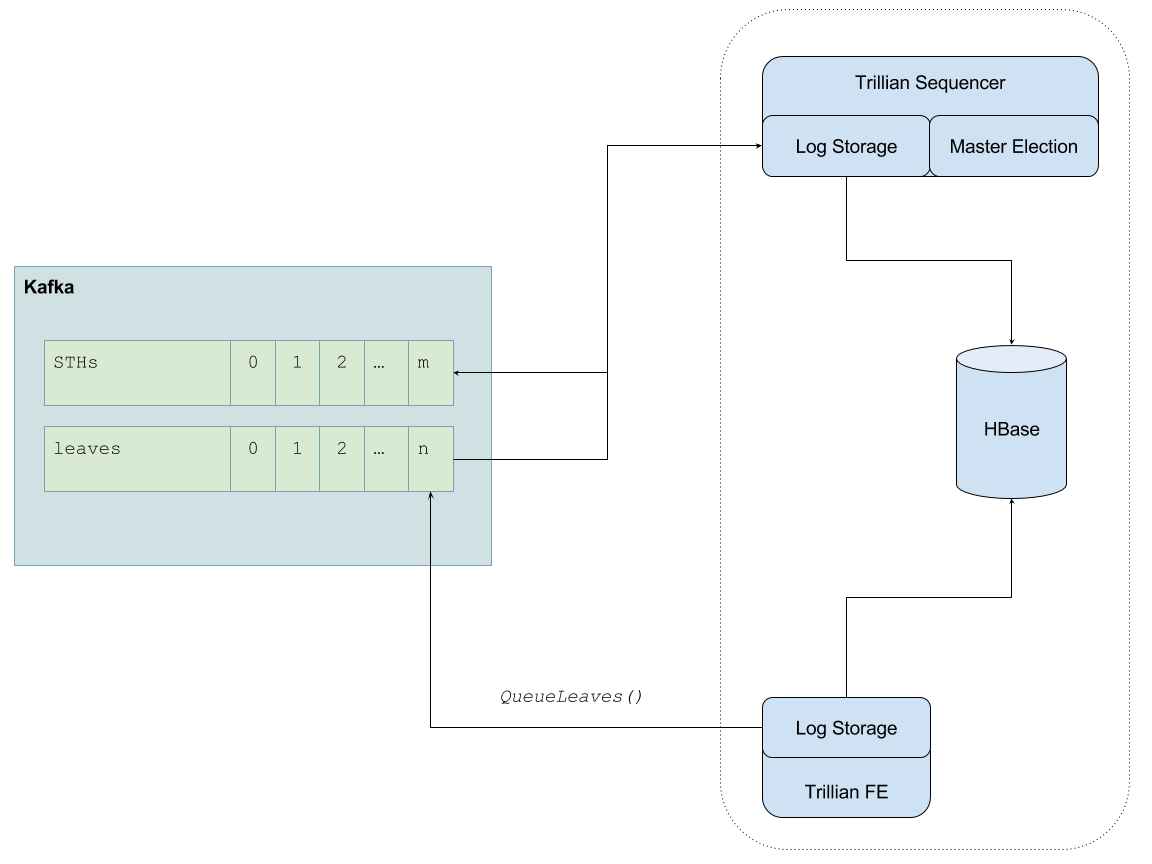 Trillian Sequencer
Log Storage
Master Election
Kafka
STHs 0 1 2 … m
leaves 0 1 2 … n
HBase
QueueLeaves()
Log Storage
Trillian FE